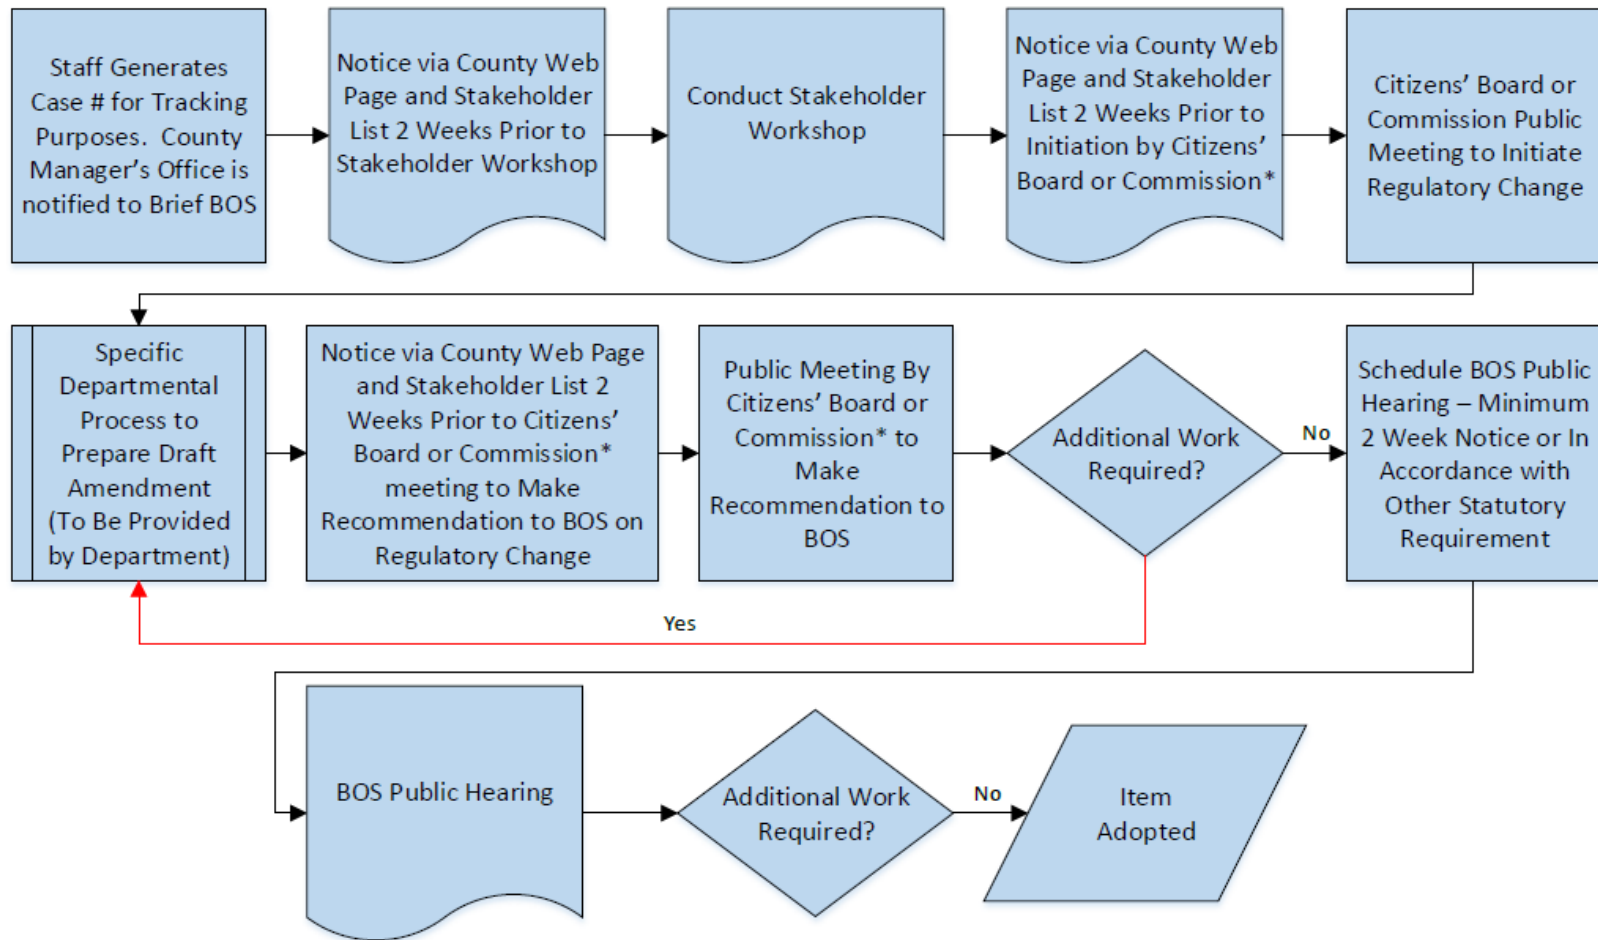 Staff Generates
Case # for Tracking
Purposes.  County
Manager's Office is
notified to Brief BOS
Notice via County Web
Page and Stakeholder
List 2 Weeks Prior to
Stakeholder Workshop
Conduct Stakeholder
Workshop
Notice via County Web
Page and Stakeholder
List 2 Weeks Prior to
Initiation by Citizens'
Board or Commission*
Citizens' Board or
Commission Public
Meeting to Initiate
Regulatory Change
Specific
Departmental
Process to
Prepare Draft
Amendment
(To Be Provided
by Department)
Notice via County Web Page
and Stakeholder List 2
Weeks Prior to Citizens'
Board or Commission*
meeting to Make
Recommendation to BOS on
Regulatory Change
Public Meeting By
Citizens' Board or
Commission* to
Make
Recommendation to
BOS
Additional Work
Required?
No
Schedule BOS Public
Hearing – Minimum
2 Week Notice or In
Accordance with
Other Statutory
Requirement
Yes
BOS Public Hearing
Additional Work
Required?
No
Item
Adopted